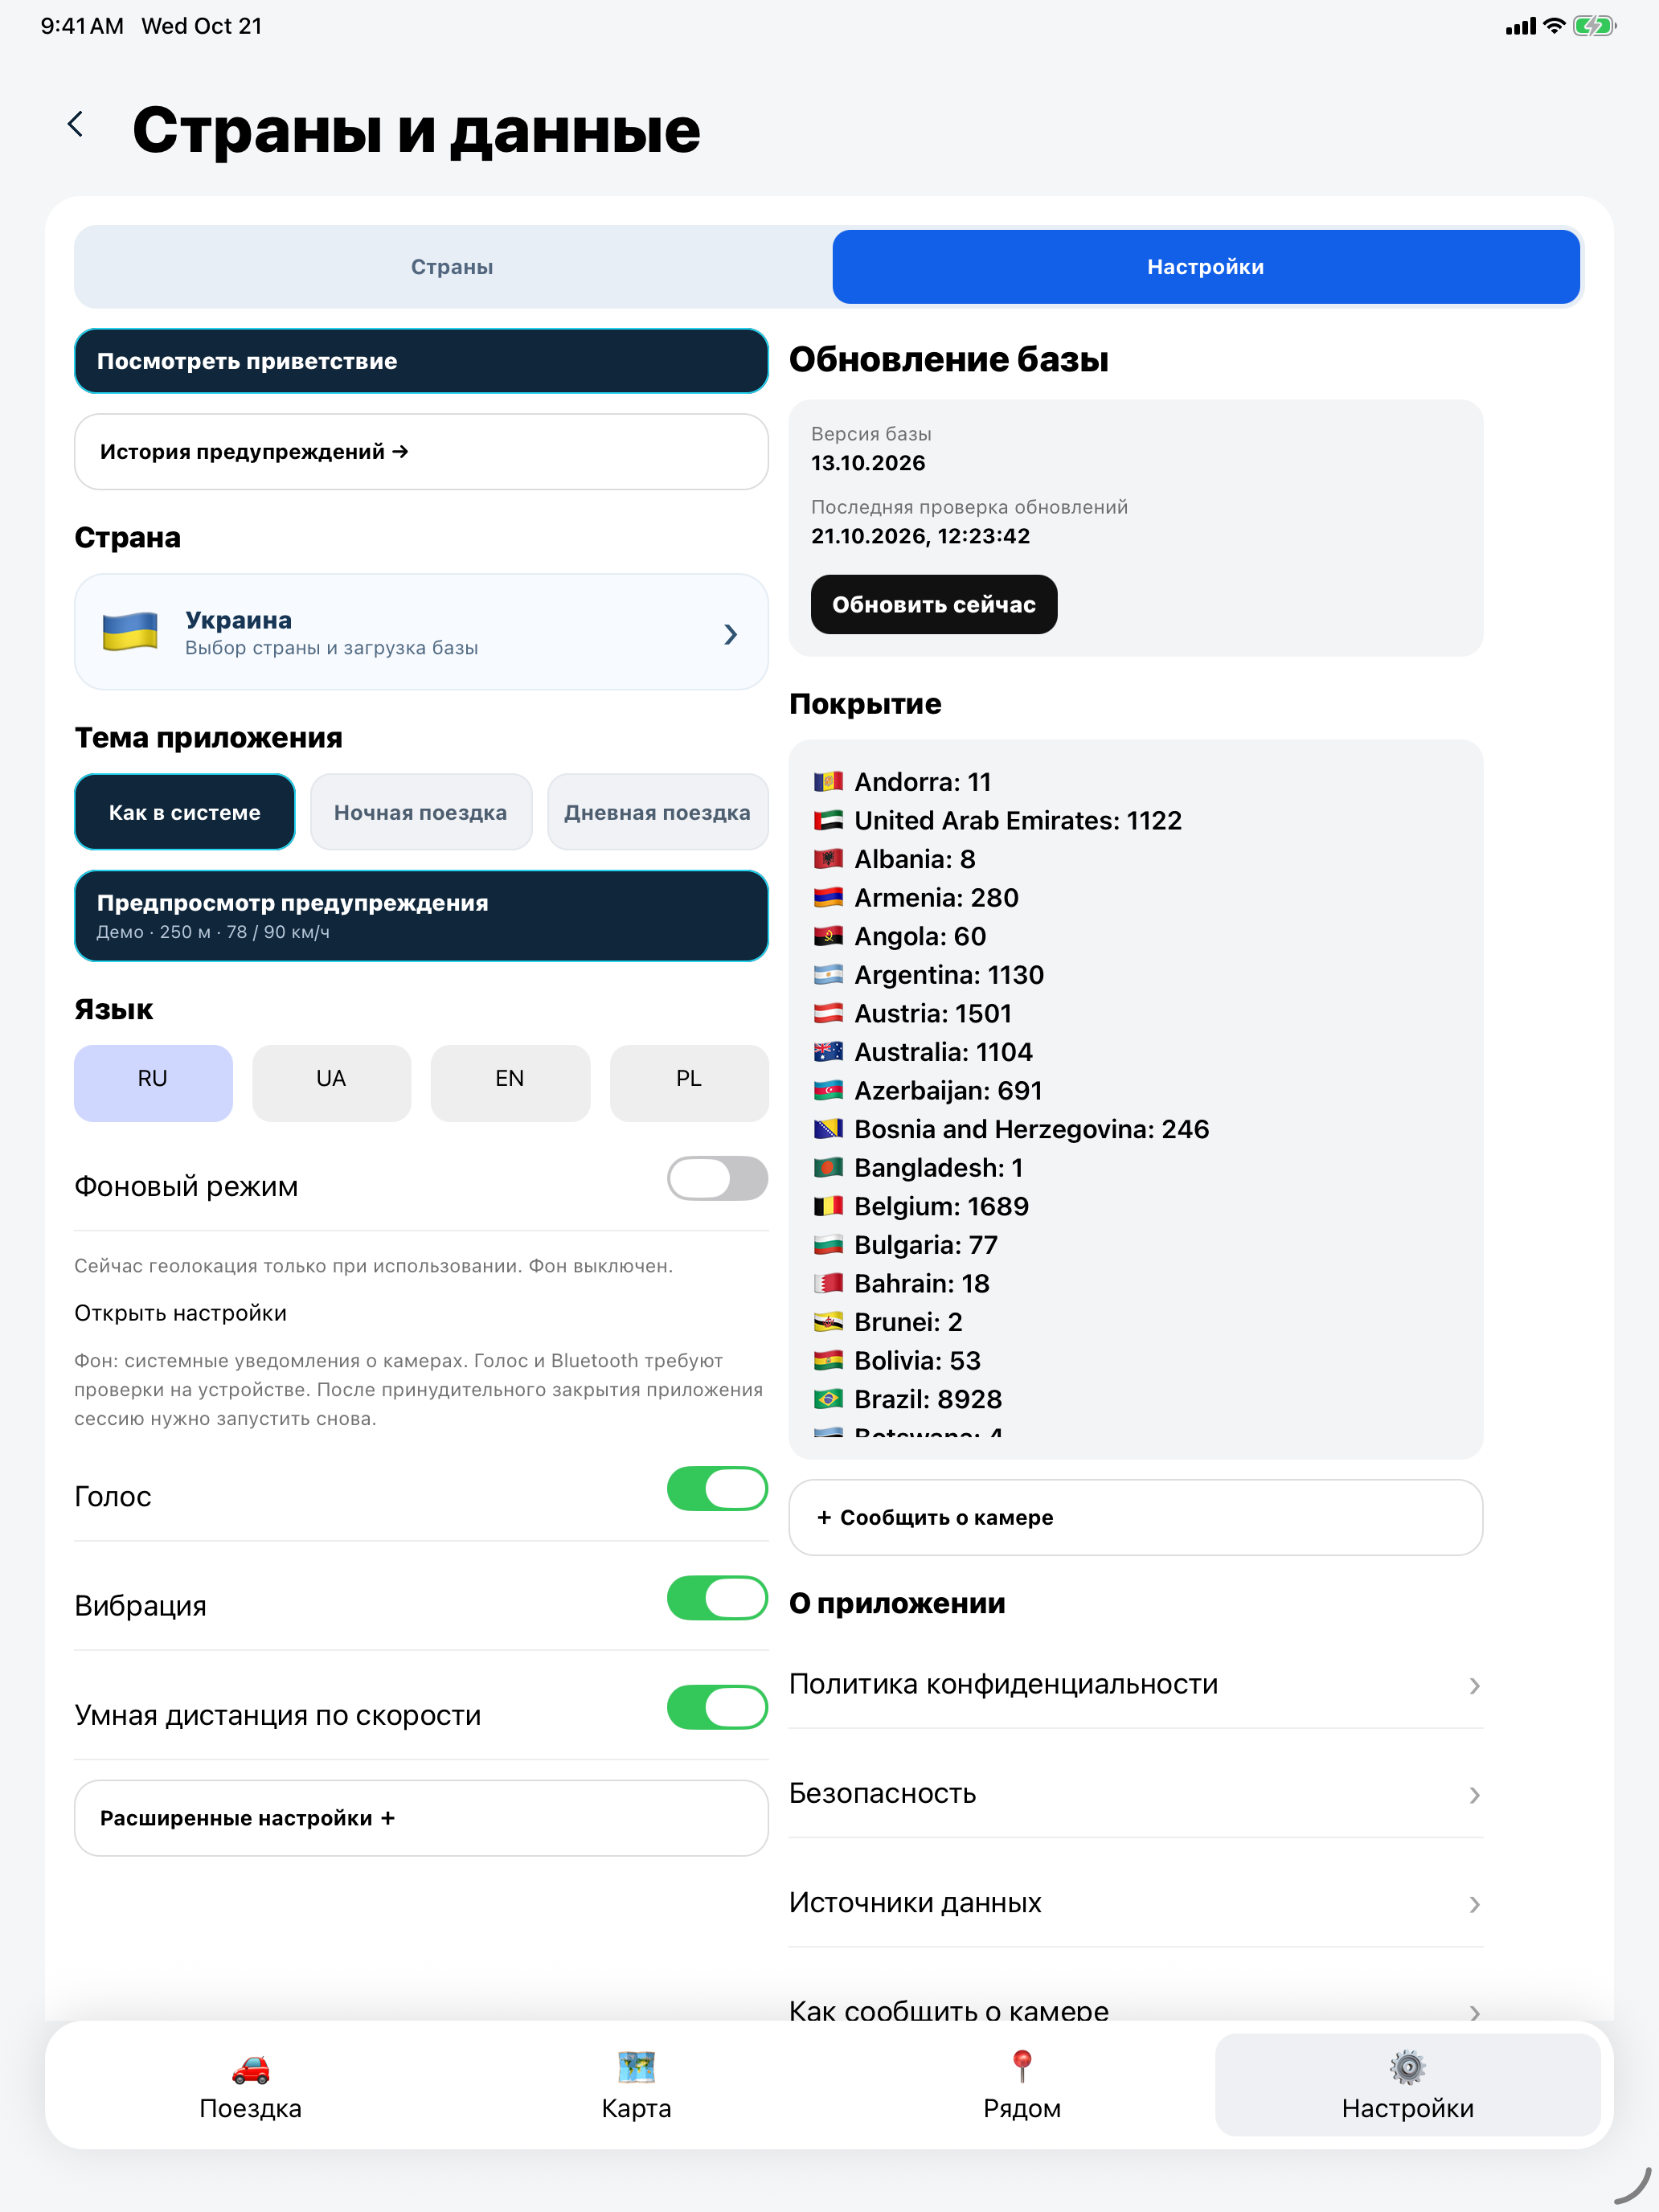 9:41 AM Wed Oct 21
Страны и данные
Страны
Настройки
Посмотреть приветствие
История предупреждений →
Страна
Украина
Выбор страны и загрузка базы
Тема приложения
Как в системе
Ночная поездка
Дневная поездка
Предпросмотр предупреждения
Демо · 250 м · 78 / 90 км/ч
Язык
RU
UA
EN
PL
Фоновый режим
Сейчас геолокация только при использовании. Фон выключен.
Открыть настройки
Фон: системные уведомления о камерах. Голос и Bluetooth требуют
проверки на устройстве. После принудительного закрытия приложения
сессию нужно запустить снова.
Голос
Вибрация
Умная дистанция по скорости
Расширенные настройки +
Обновление базы
Версия базы
13.10.2026
Последняя проверка обновлений
21.10.2026, 12:23:42
Обновить сейчас
Покрытие
Andorra: 11
United Arab Emirates: 1122
Albania: 8
Armenia: 280
Angola: 60
Argentina: 1130
Austria: 1501
Australia: 1104
Azerbaijan: 691
Bosnia and Herzegovina: 246
Bangladesh: 1
Belgium: 1689
Bulgaria: 77
Bahrain: 18
Brunei: 2
Bolivia: 53
Brazil: 8928
Botswana: 4
+ Сообщить о камере
О приложении
Политика конфиденциальности
Безопасность
Источники данных
Как сообщить о камере
Поездка
Карта
Рядом
Настройки